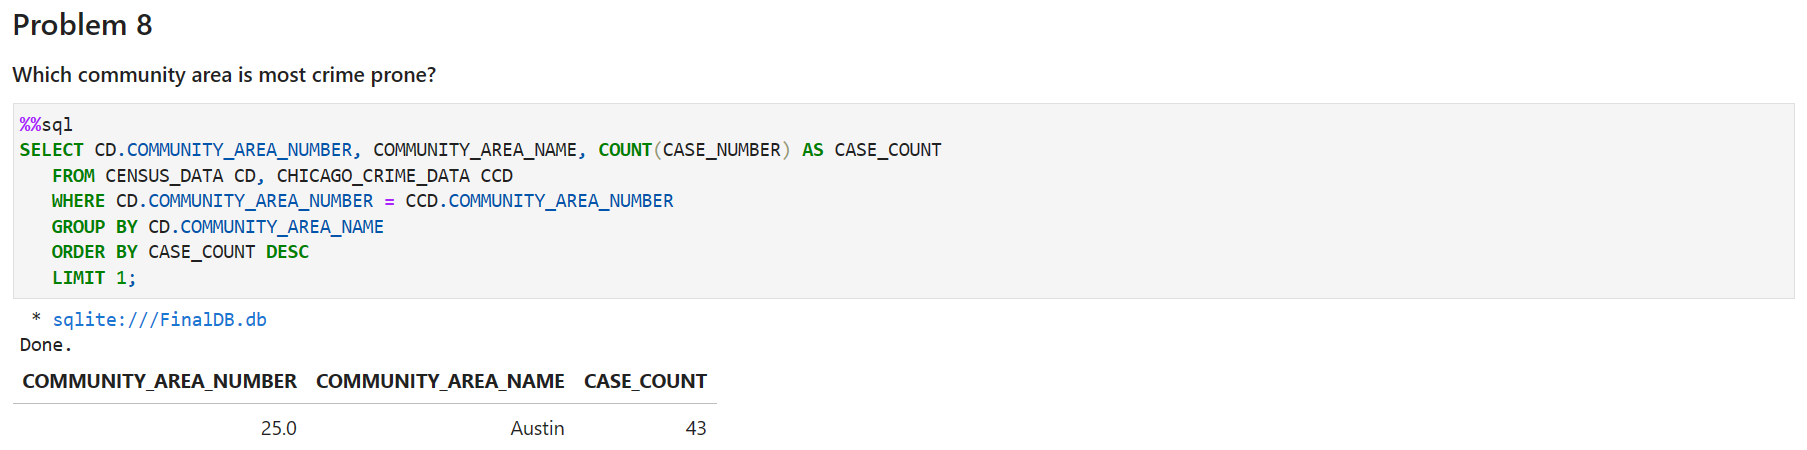 Problem 8
Which community area is most crime prone?
%%sql
SELECT CD.COMMUNITY_AREA_NUMBER, COMMUNITY_AREA_NAME, COUNT(CASE_NUMBER) AS CASE_COUNT
   FROM CENSUS_DATA CD, CHICAGO_CRIME_DATA CCD
   WHERE CD.COMMUNITY_AREA_NUMBER = CCD.COMMUNITY_AREA_NUMBER
   GROUP BY CD.COMMUNITY_AREA_NAME
   ORDER BY CASE_COUNT DESC
   LIMIT 1;
 * sqlite:///FinalDB.db
Done.
COMMUNITY_AREA_NUMBER COMMUNITY_AREA_NAME CASE_COUNT
25.0 Austin 43